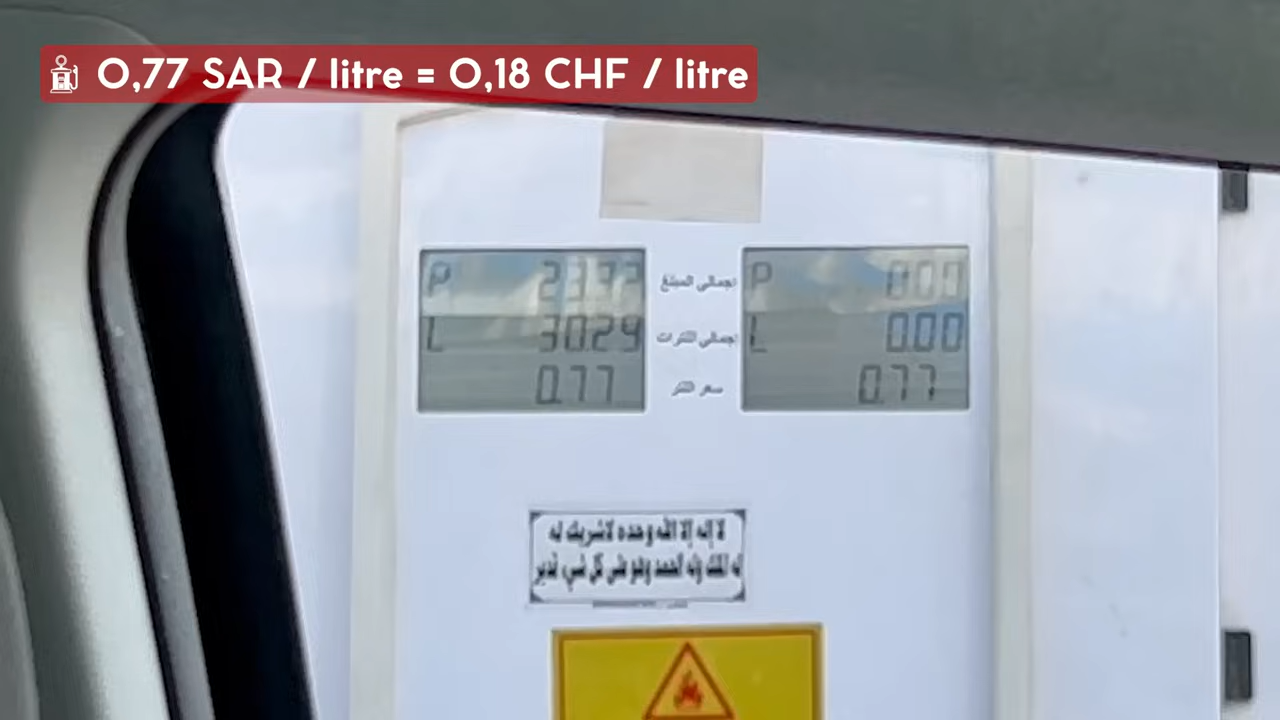 0,77 SAR / litre = 0,18 CHF / litre
P 23.32 اجمالي المبلغ P 0.00
L 30.29 اجمالي اللترات L 0.00
0.77 سعر اللتر 0.77
لا إله إلا الله وحده لاشريك له
له الملك وله الحمد وهو على كل شيء قدير